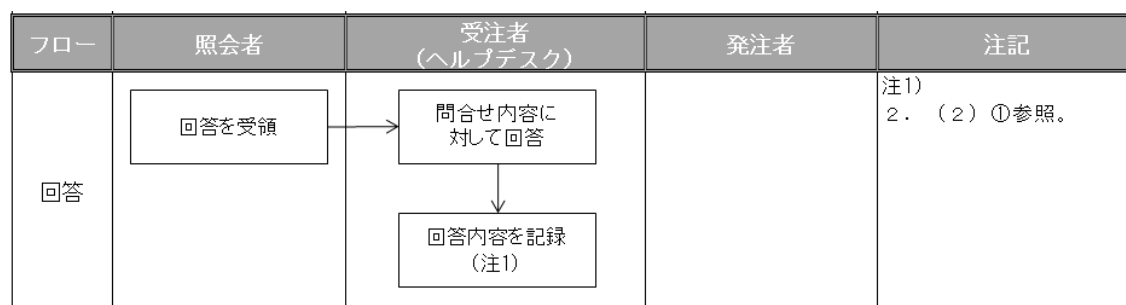 フロー
照会者
受注者
(ヘルプデスク)
発注者
注記
回答
回答を受領
問合せ内容に
対して回答
回答内容を記録
(注1)
注1)
２．（２）①参照。